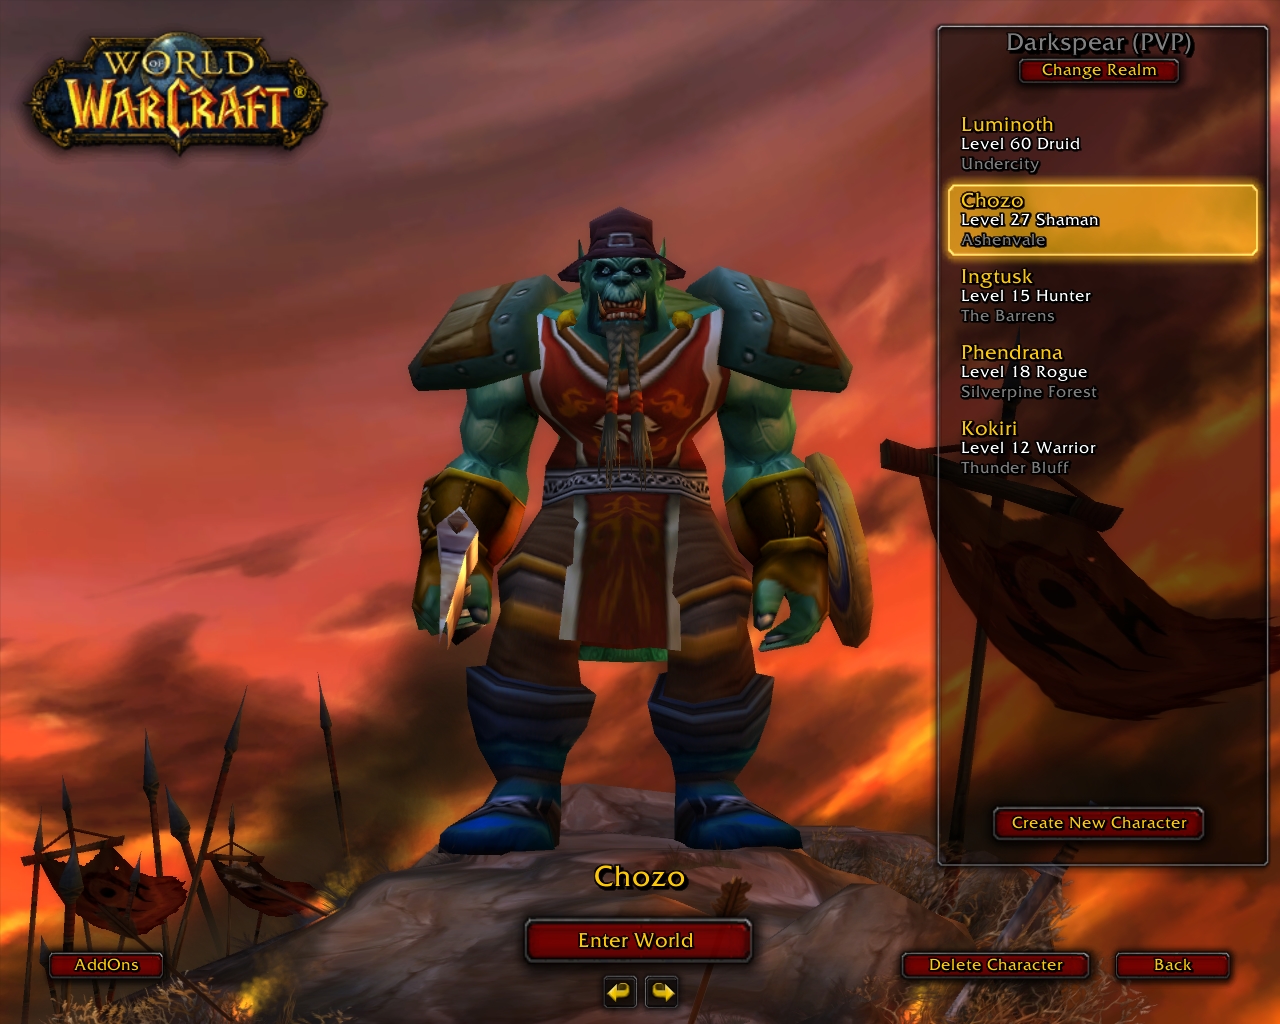 WORLD OF
WARCRAFT®
Darkspear (PVP)
Change Realm
Luminoth
Level 60 Druid
Undercity
Chozo
Level 27 Shaman
Ashenvale
Ingtusk
Level 15 Hunter
The Barrens
Phendrana
Level 18 Rogue
Silverpine Forest
Kokiri
Level 12 Warrior
Thunder Bluff
Create New Character
Chozo
Enter World
AddOns
Delete Character
Back